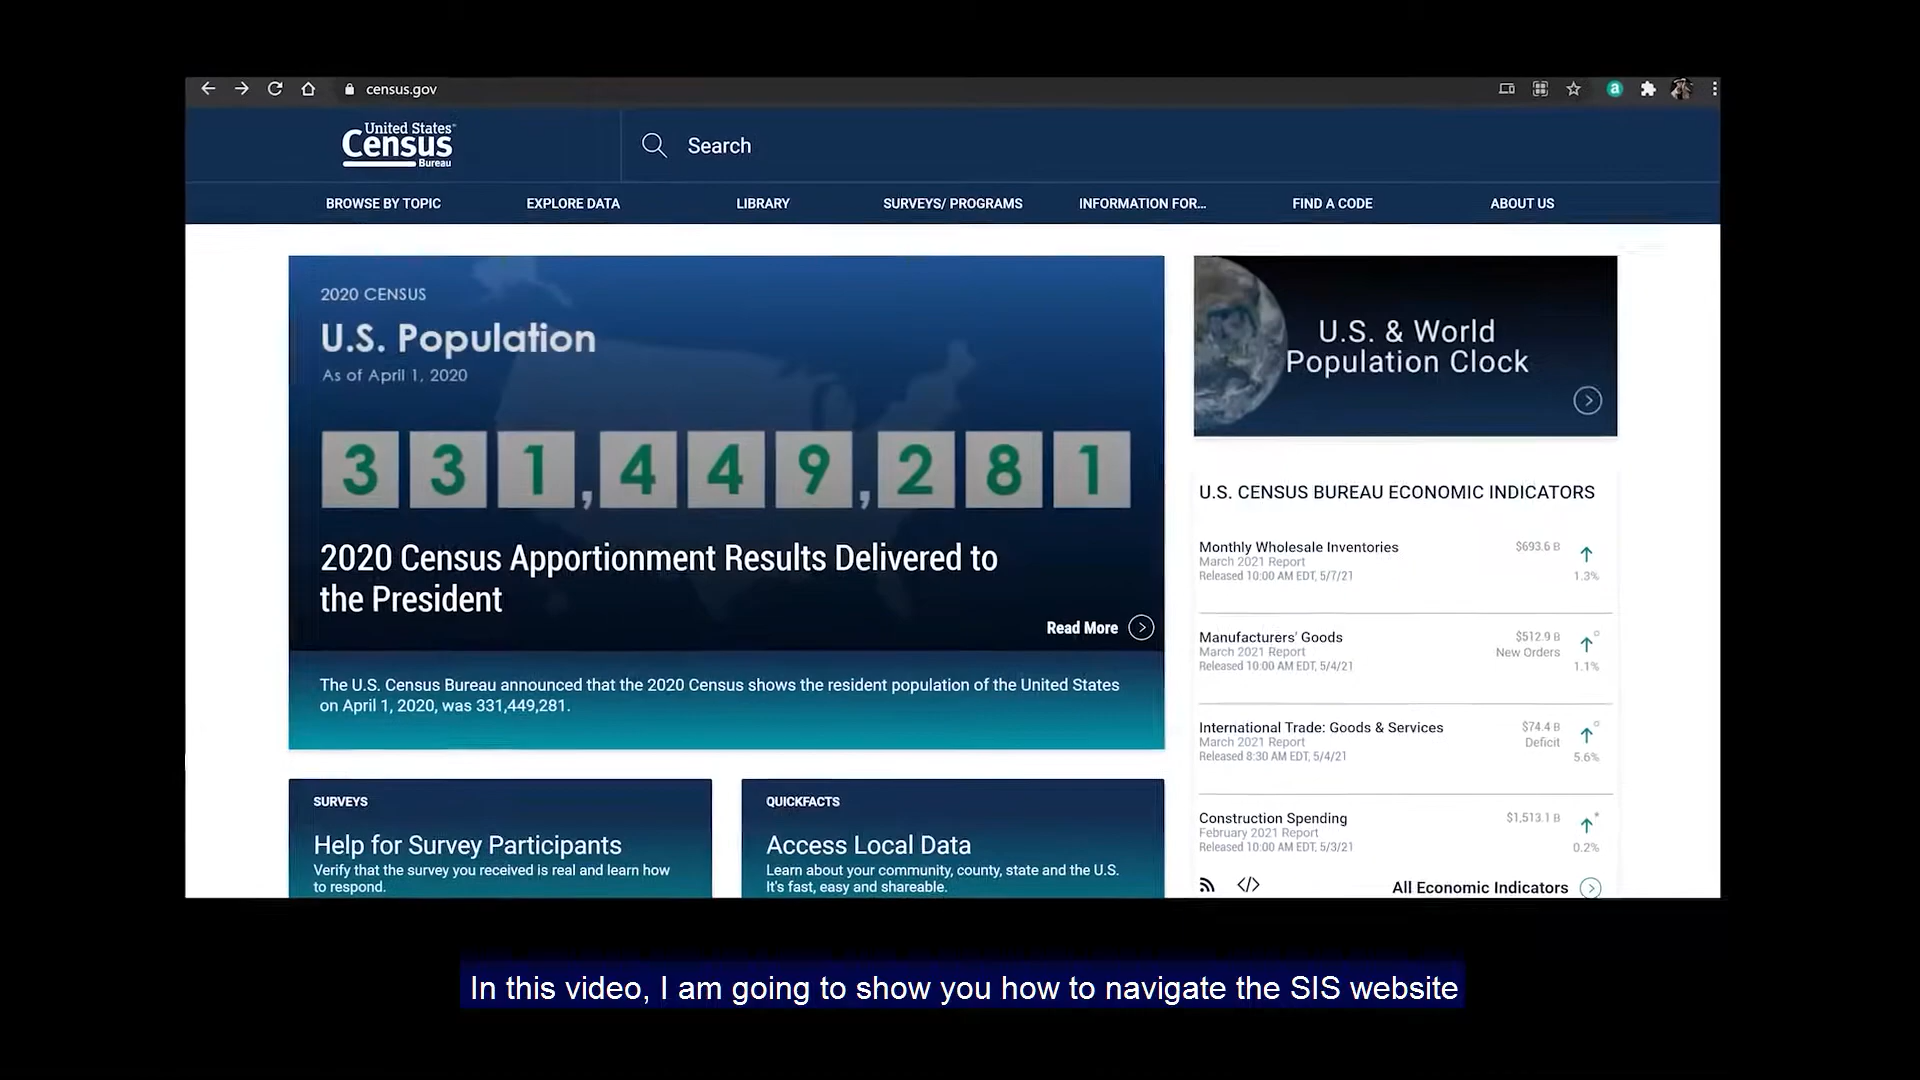 census.gov
United States
Census
Bureau
Search
BROWSE BY TOPIC
EXPLORE DATA
LIBRARY
SURVEYS/ PROGRAMS
INFORMATION FOR...
FIND A CODE
ABOUT US
2020 CENSUS
U.S. Population
As of April 1, 2020
331,449,281
2020 Census Apportionment Results Delivered to
the President
Read More
The U.S. Census Bureau announced that the 2020 Census shows the resident population of the United States
on April 1, 2020, was 331,449,281.
SURVEYS
Help for Survey Participants
Verify that the survey you received is real and learn how
to respond.
QUICKFACTS
Access Local Data
Learn about your community, county, state and the U.S.
It's fast, easy and shareable.
U.S. & World
Population Clock
U.S. CENSUS BUREAU ECONOMIC INDICATORS
Monthly Wholesale Inventories
$693.6 B
March 2021 Report
Released 10:00 AM EDT, 5/7/21
1.3%
Manufacturers' Goods
$512.9 B
March 2021 Report
New Orders
Released 10:00 AM EDT, 5/4/21
1.1%
International Trade: Goods & Services
$74.4 B
March 2021 Report
Deficit
Released 8:30 AM EDT, 5/4/21
5.6%
Construction Spending
$1,513.1 B
February 2021 Report
Released 10:00 AM EDT, 5/3/21
0.2%
All Economic Indicators
In this video, I am going to show you how to navigate the SIS website